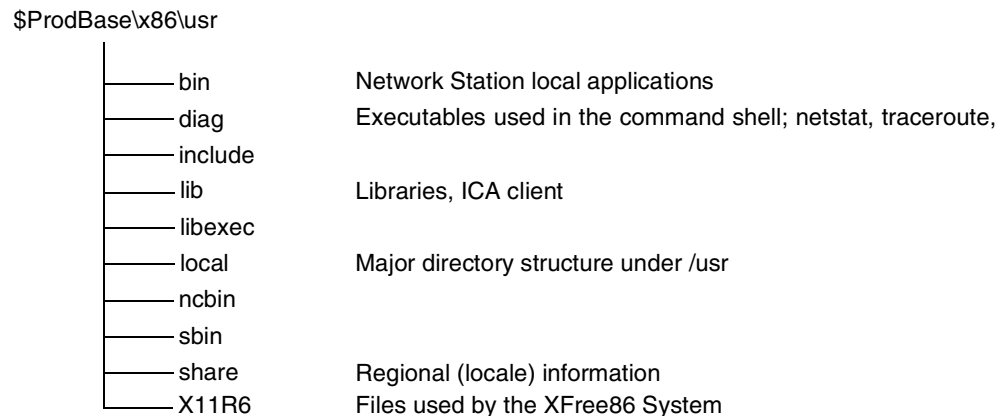 $ProdBase\x86\usr
bin Network Station local applications
diag Executables used in the command shell; netstat, traceroute,
include
lib Libraries, ICA client
libexec
local Major directory structure under /usr
ncbin
sbin
share Regional (locale) information
X11R6 Files used by the XFree86 System